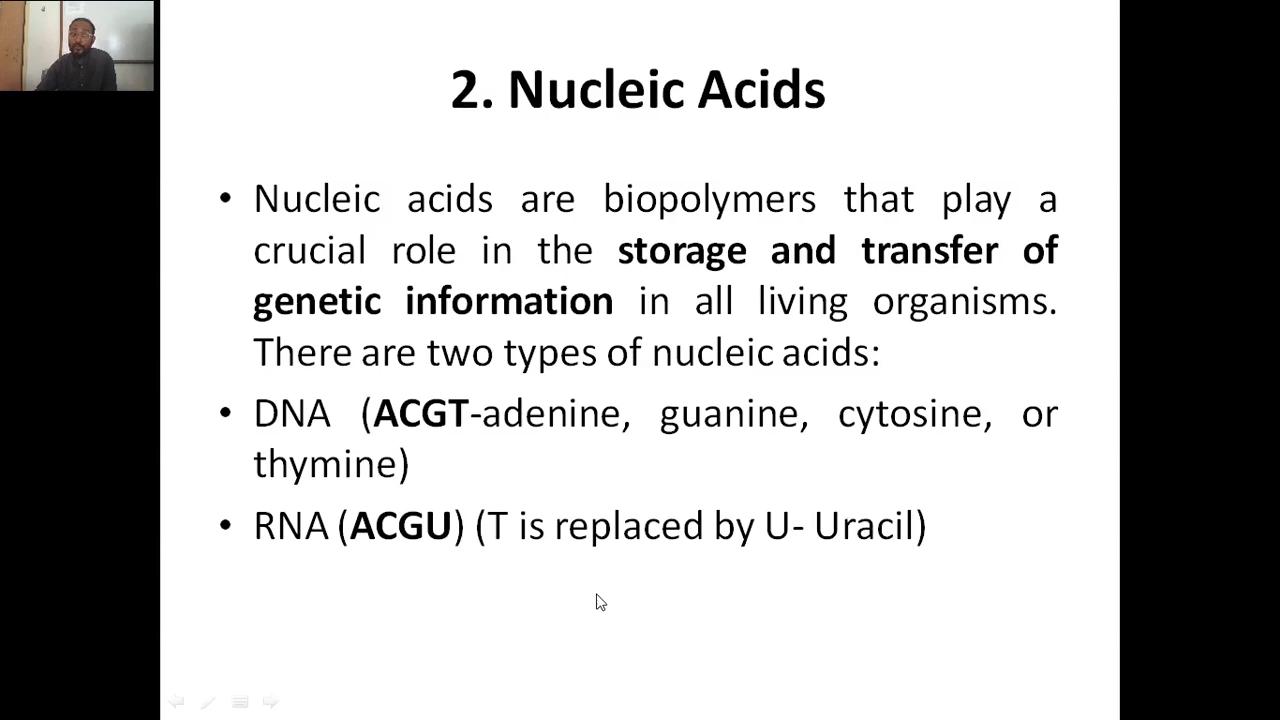 2. Nucleic Acids
• Nucleic acids are biopolymers that play a
crucial role in the storage and transfer of
genetic information in all living organisms.
There are two types of nucleic acids:
• DNA (ACGT-adenine, guanine, cytosine, or
thymine)
• RNA (ACGU) (T is replaced by U- Uracil)